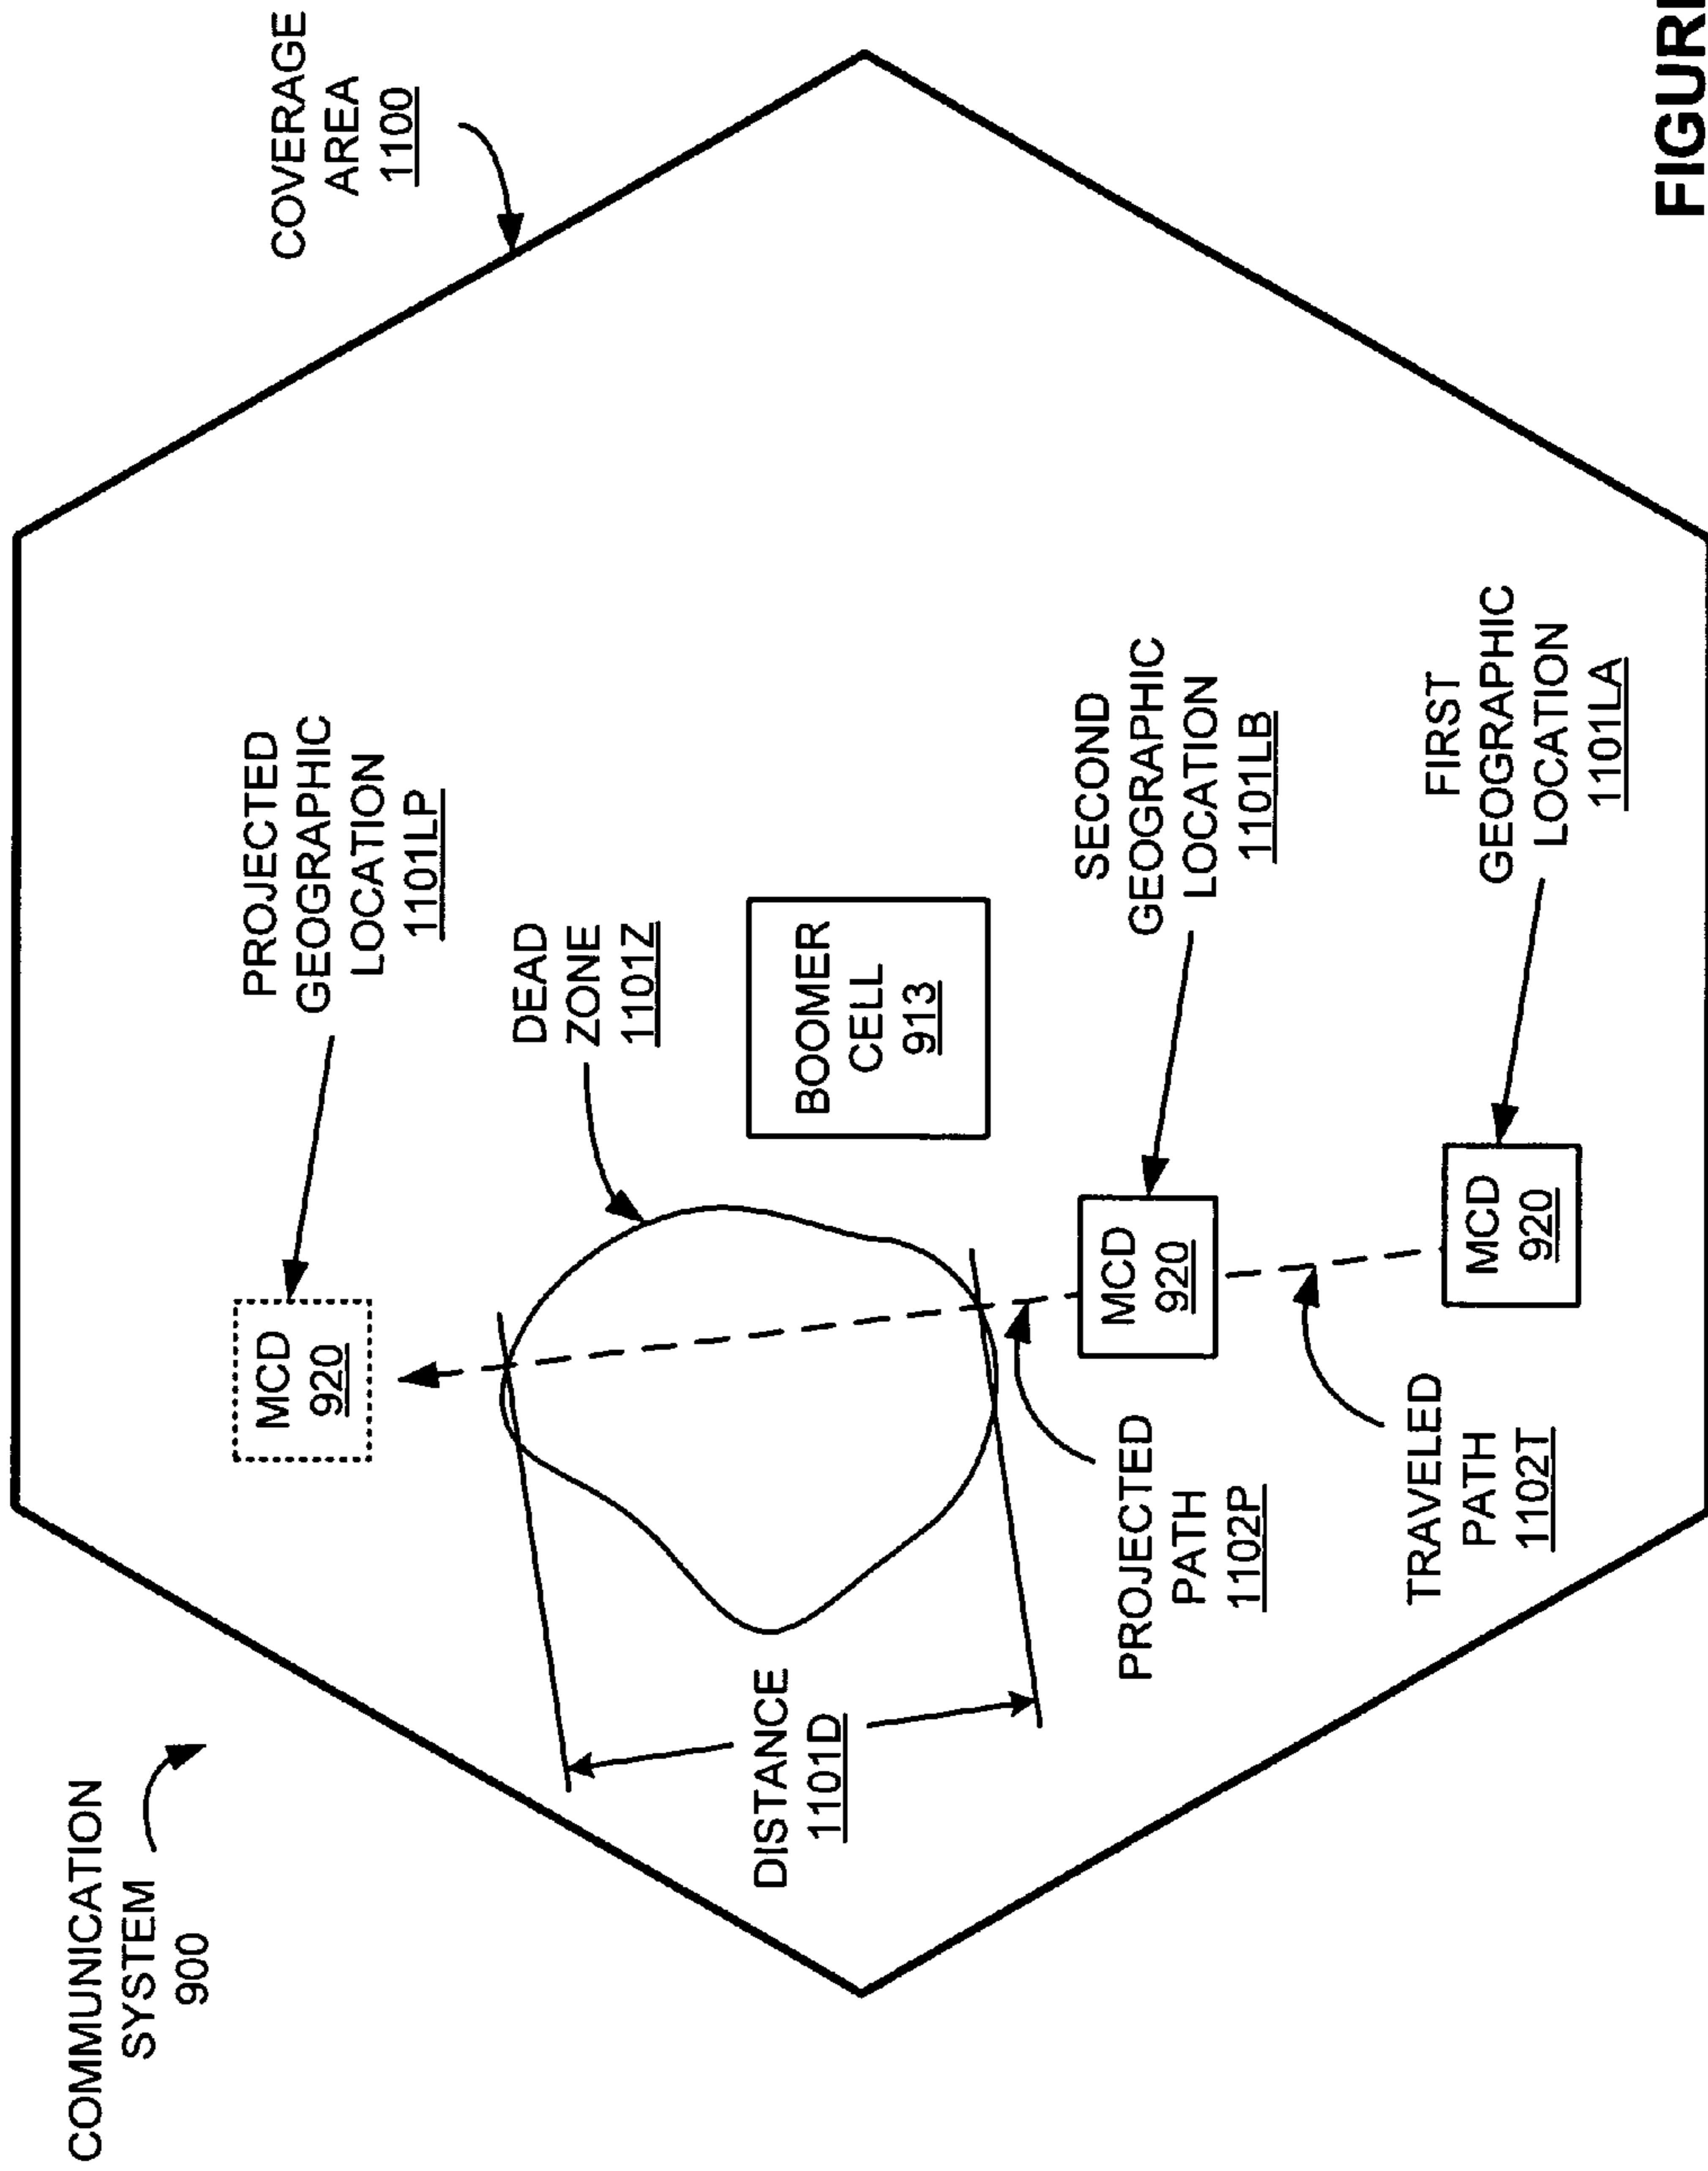 COMMUNICATION
SYSTEM
900
COVERAGE
AREA
1100
PROJECTED
GEOGRAPHIC
LOCATION
1101LP
MCD
920
DEAD
ZONE
1101Z
DISTANCE
1101D
BOOMER
CELL
913
PROJECTED
PATH
1102P
MCD
920
SECOND
GEOGRAPHIC
LOCATION
1101LB
TRAVELED
PATH
1102T
MCD
920
FIRST
GEOGRAPHIC
LOCATION
1101LA